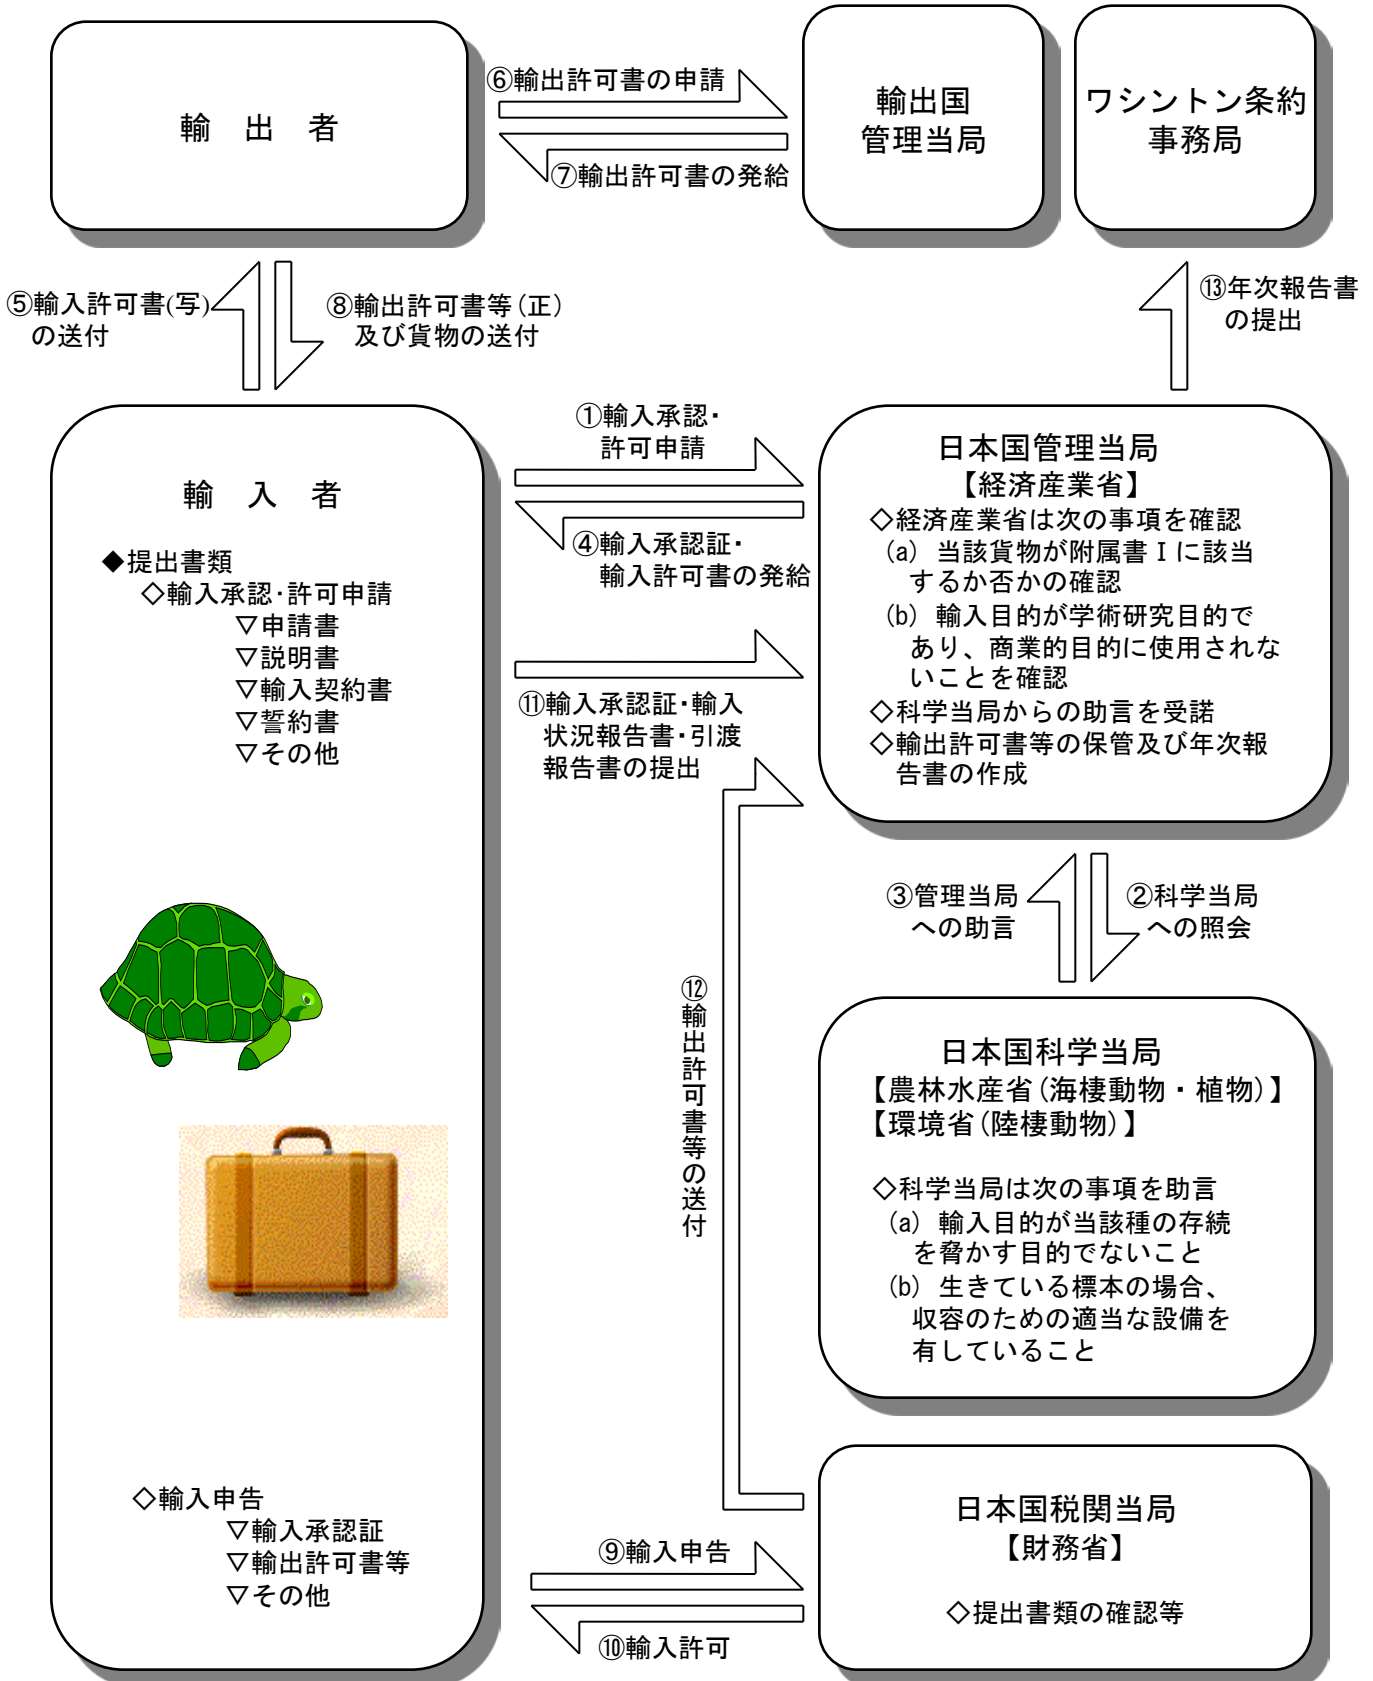 輸　出　者
⑥輸出許可書の申請
⑦輸出許可書の発給
輸出国
管理当局
ワシントン条約
事務局
⑤輸入許可書(写)
の送付
⑧輸出許可書等(正)
及び貨物の送付
⑬年次報告書
の提出
輸　入　者
◆提出書類
◇輸入承認・許可申請
▽申請書
▽説明書
▽輸入契約書
▽誓約書
▽その他
◇輸入申告
▽輸入承認証
▽輸出許可書等
▽その他
①輸入承認・
許可申請
④輸入承認証・
輸入許可書の発給
⑪輸入承認証・輸入
状況報告書・引渡
報告書の提出
日本国管理当局
【経済産業省】
◇経済産業省は次の事項を確認
(a) 当該貨物が附属書Ⅰに該当
するか否かの確認
(b) 輸入目的が学術研究目的で
あり、商業的目的に使用されな
いことを確認
◇科学当局からの助言を受諾
◇輸出許可書等の保管及び年次報
告書の作成
③管理当局
への助言
②科学当局
への照会
⑫輸出許可書等の送付
日本国科学当局
【農林水産省(海棲動物・植物)】
【環境省(陸棲動物)】
◇科学当局は次の事項を助言
(a) 輸入目的が当該種の存続
を脅かす目的でないこと
(b) 生きている標本の場合、
収容のための適当な設備を
有していること
⑨輸入申告
⑩輸入許可
日本国税関当局
【財務省】
◇提出書類の確認等